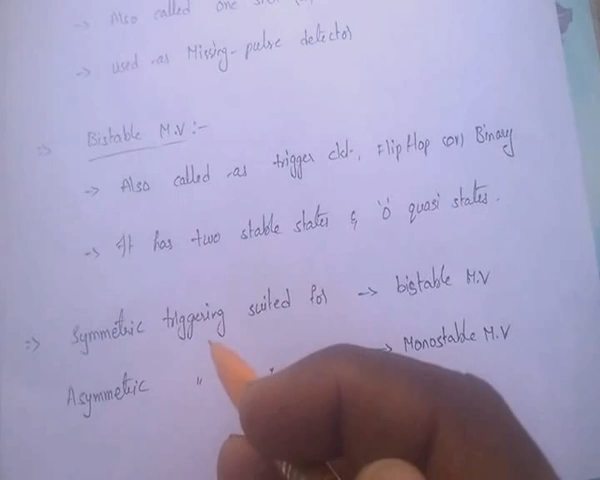 → Also called one
→ used as Missing-pulse detector
⇒ Bistable M.V :-
→ Also called as trigger ckt, Flip Flop (or) Binary
→ It has two stable states & '0' quasi states.
⇒ Symmetric triggering suited for → bistable M.V
Asymmetric " " → Monostable M.V